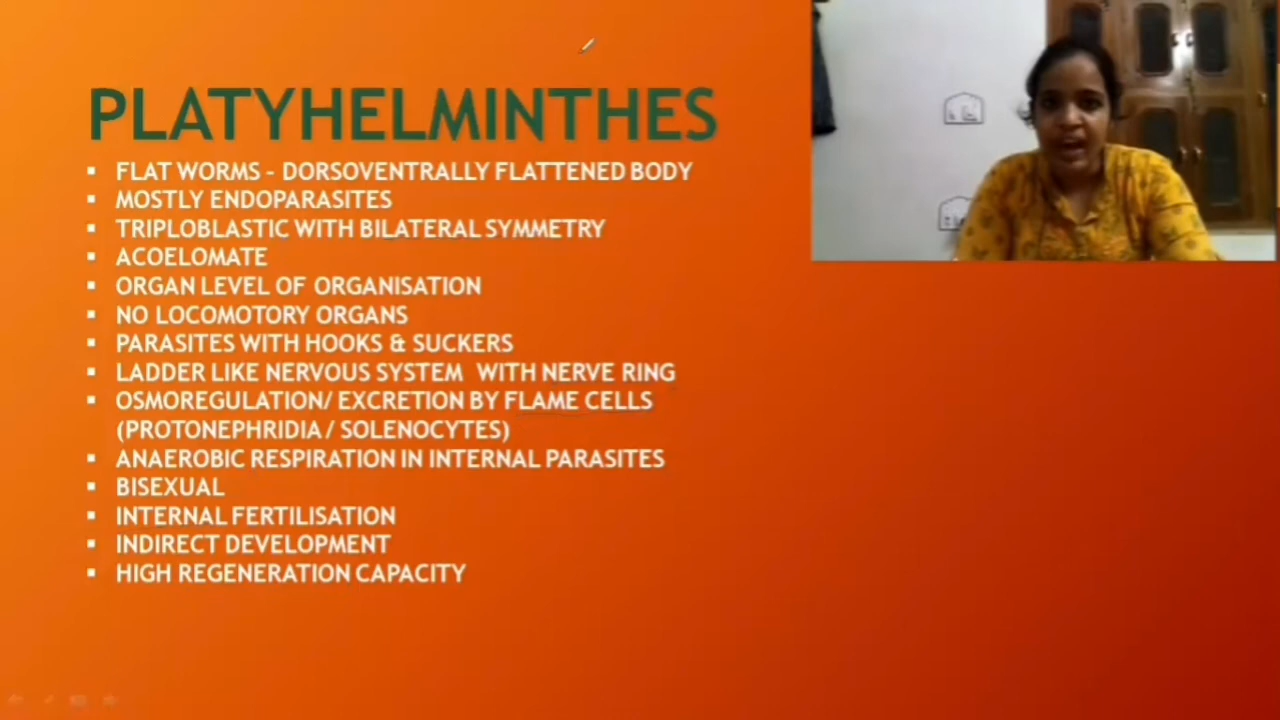 PLATYHELMINTHES
▪ FLAT WORMS - DORSOVENTRALLY FLATTENED BODY
▪ MOSTLY ENDOPARASITES
▪ TRIPLOBLASTIC WITH BILATERAL SYMMETRY
▪ ACOELOMATE
▪ ORGAN LEVEL OF ORGANISATION
▪ NO LOCOMOTORY ORGANS
▪ PARASITES WITH HOOKS & SUCKERS
▪ LADDER LIKE NERVOUS SYSTEM WITH NERVE RING
▪ OSMOREGULATION/ EXCRETION BY FLAME CELLS
(PROTONEPHRIDIA / SOLENOCYTES)
▪ ANAEROBIC RESPIRATION IN INTERNAL PARASITES
▪ BISEXUAL
▪ INTERNAL FERTILISATION
▪ INDIRECT DEVELOPMENT
▪ HIGH REGENERATION CAPACITY